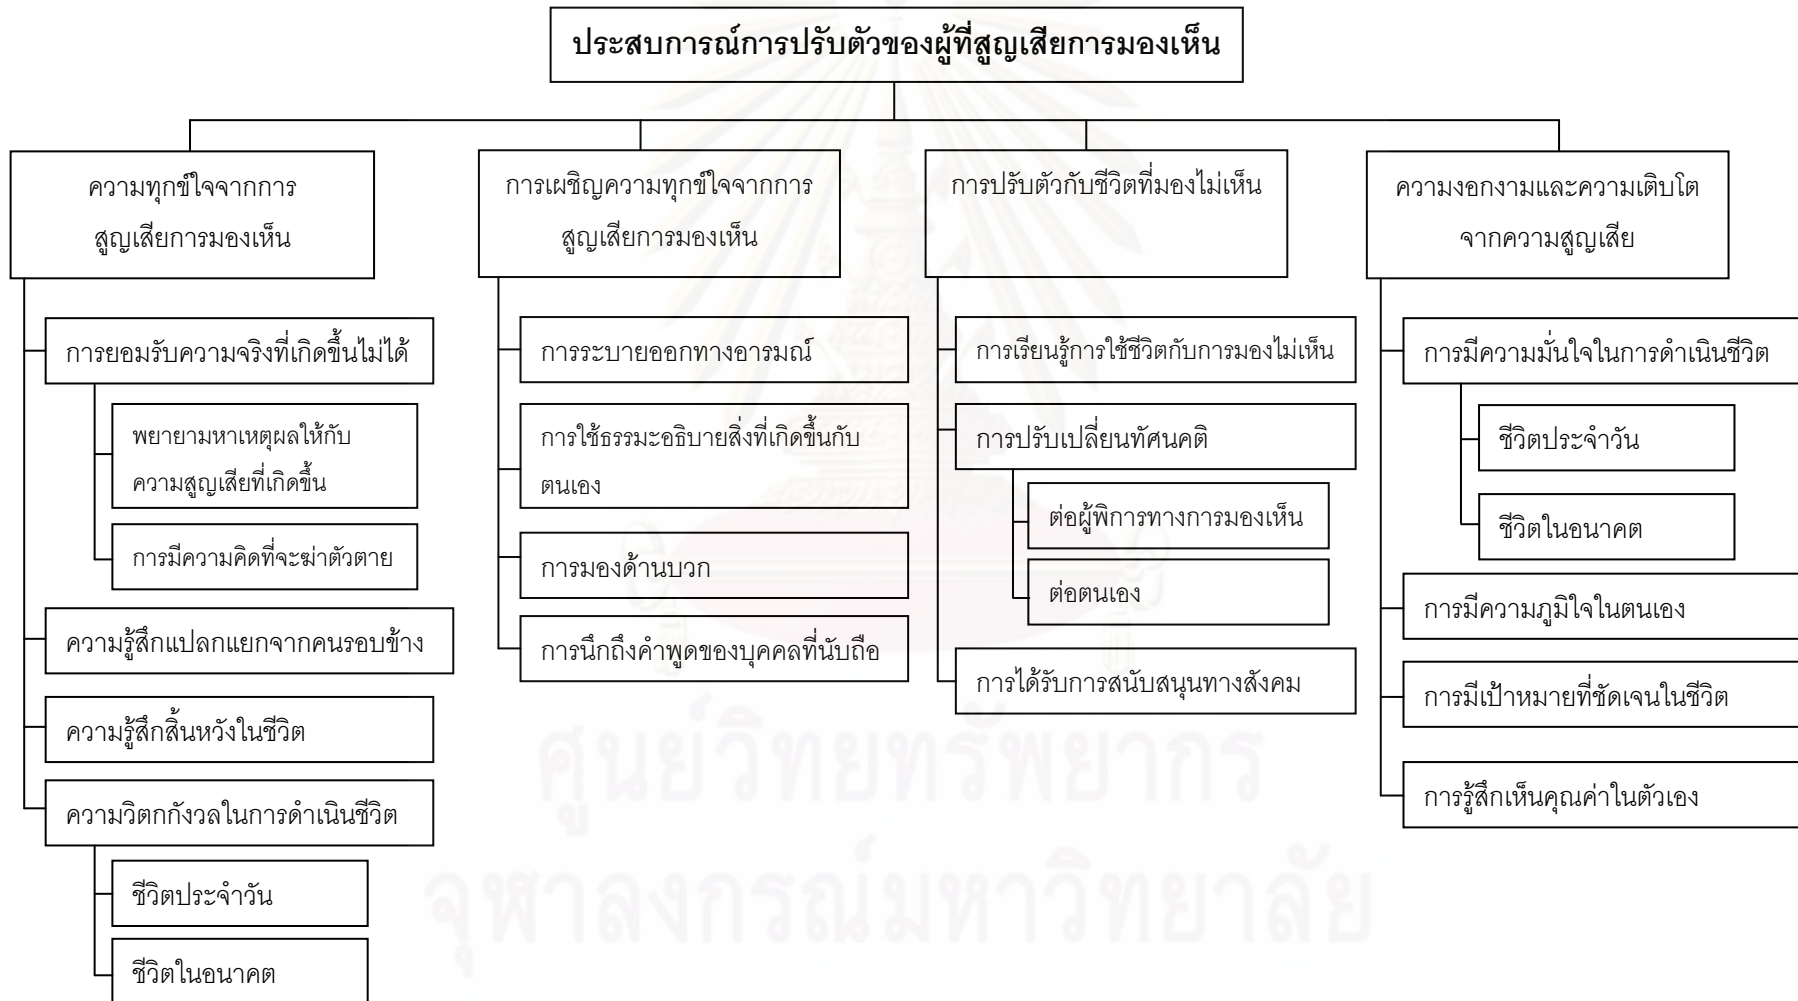 ประสบการณ์การปรับตัวของผู้ที่สูญเสียการมองเห็น
ความทุกข์ใจจากการ
สูญเสียการมองเห็น
การยอมรับความจริงที่เกิดขึ้นไม่ได้
พยายามหาเหตุผลให้กับ
ความสูญเสียที่เกิดขึ้น
การมีความคิดที่จะฆ่าตัวตาย
ความรู้สึกแปลกแยกจากคนรอบข้าง
ความรู้สึกสิ้นหวังในชีวิต
ความวิตกกังวลในการดำเนินชีวิต
ชีวิตประจำวัน
ชีวิตในอนาคต
การเผชิญความทุกข์ใจจากการ
สูญเสียการมองเห็น
การระบายออกทางอารมณ์
การใช้ธรรมะอธิบายสิ่งที่เกิดขึ้นกับ
ตนเอง
การมองด้านบวก
การนึกถึงคำพูดของบุคคลที่นับถือ
การปรับตัวกับชีวิตที่มองไม่เห็น
การเรียนรู้การใช้ชีวิตกับการมองไม่เห็น
การปรับเปลี่ยนทัศนคติ
ต่อผู้พิการทางการมองเห็น
ต่อตนเอง
การได้รับการสนับสนุนทางสังคม
ความงอกงามและความเติบโต
จากความสูญเสีย
การมีความมั่นใจในการดำเนินชีวิต
ชีวิตประจำวัน
ชีวิตในอนาคต
การมีความภูมิใจในตนเอง
การมีเป้าหมายที่ชัดเจนในชีวิต
การรู้สึกเห็นคุณค่าในตัวเอง
ศูนย์วิทยทรัพยากร
จุฬาลงกรณ์มหาวิทยาลัย